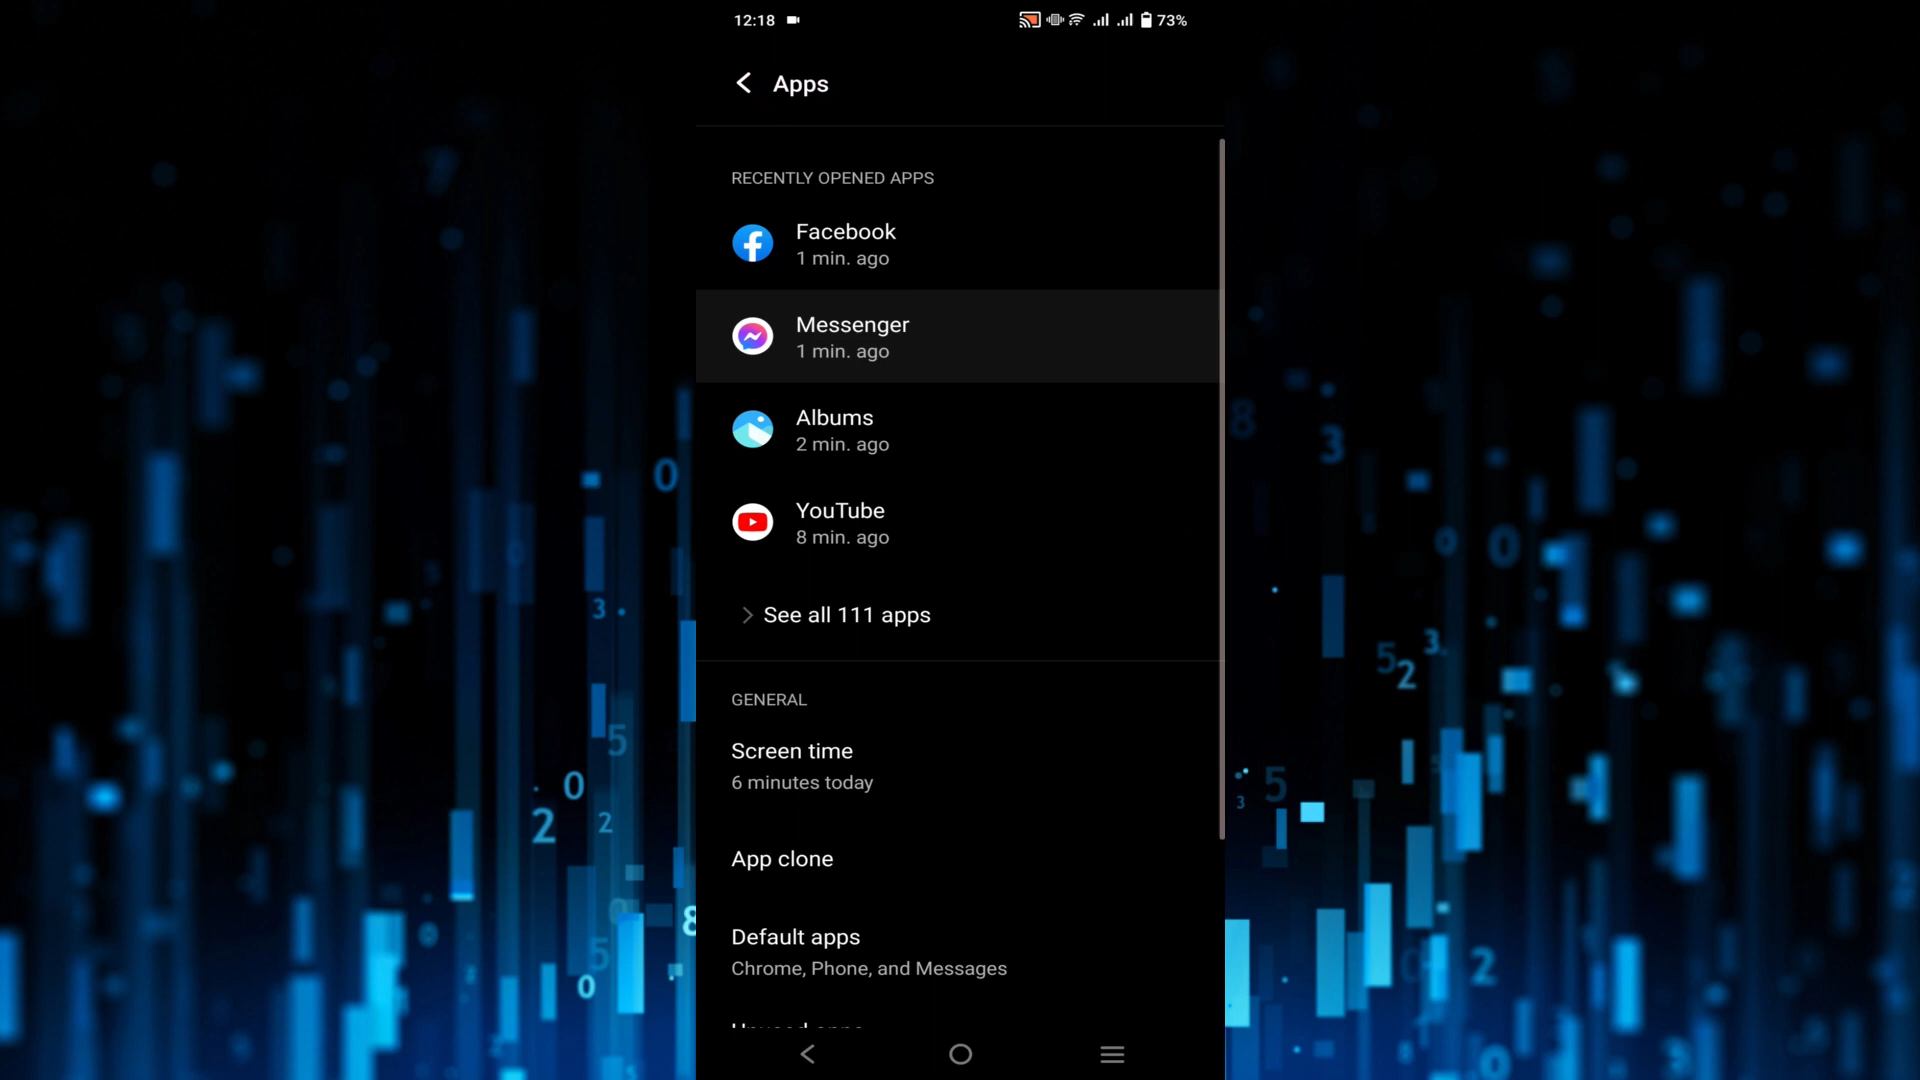 12:18
73%
Apps
RECENTLY OPENED APPS
Facebook
1 min. ago
Messenger
1 min. ago
Albums
2 min. ago
YouTube
8 min. ago
See all 111 apps
GENERAL
Screen time
6 minutes today
App clone
Default apps
Chrome, Phone, and Messages